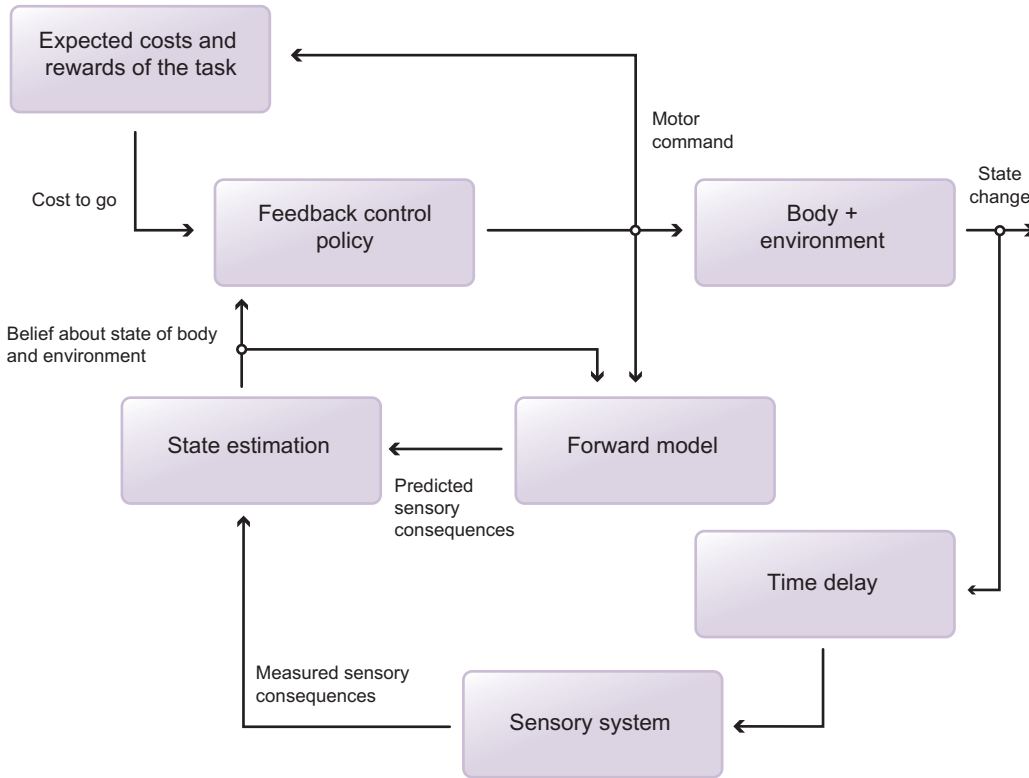 Expected costs and
rewards of the task
Motor
command
State
change
Cost to go
Feedback control
policy
Body +
environment
Belief about state of body
and environment
State estimation
Forward model
Predicted
sensory
consequences
Time delay
Measured sensory
consequences
Sensory system